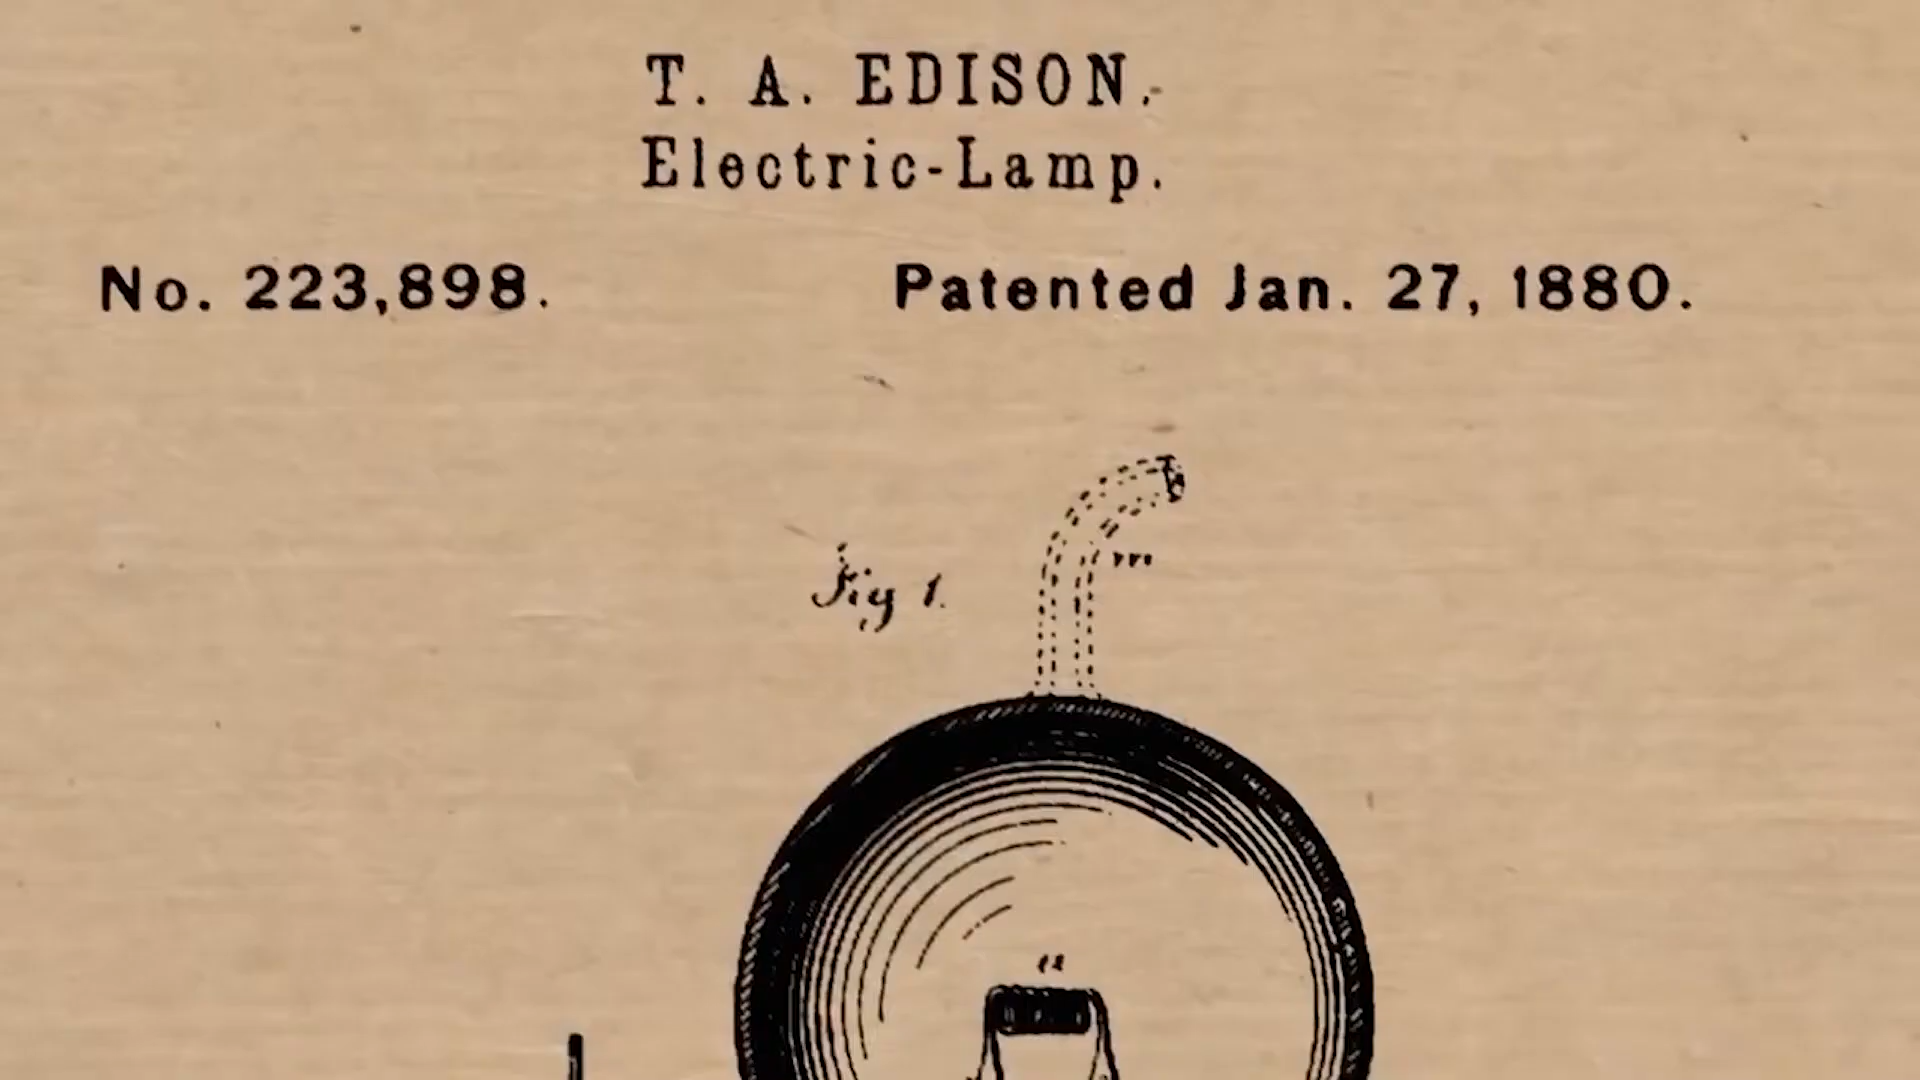 T. A. EDISON.
Electric-Lamp.
No. 223,898. Patented Jan. 27, 1880.
Fig 1.
m
a